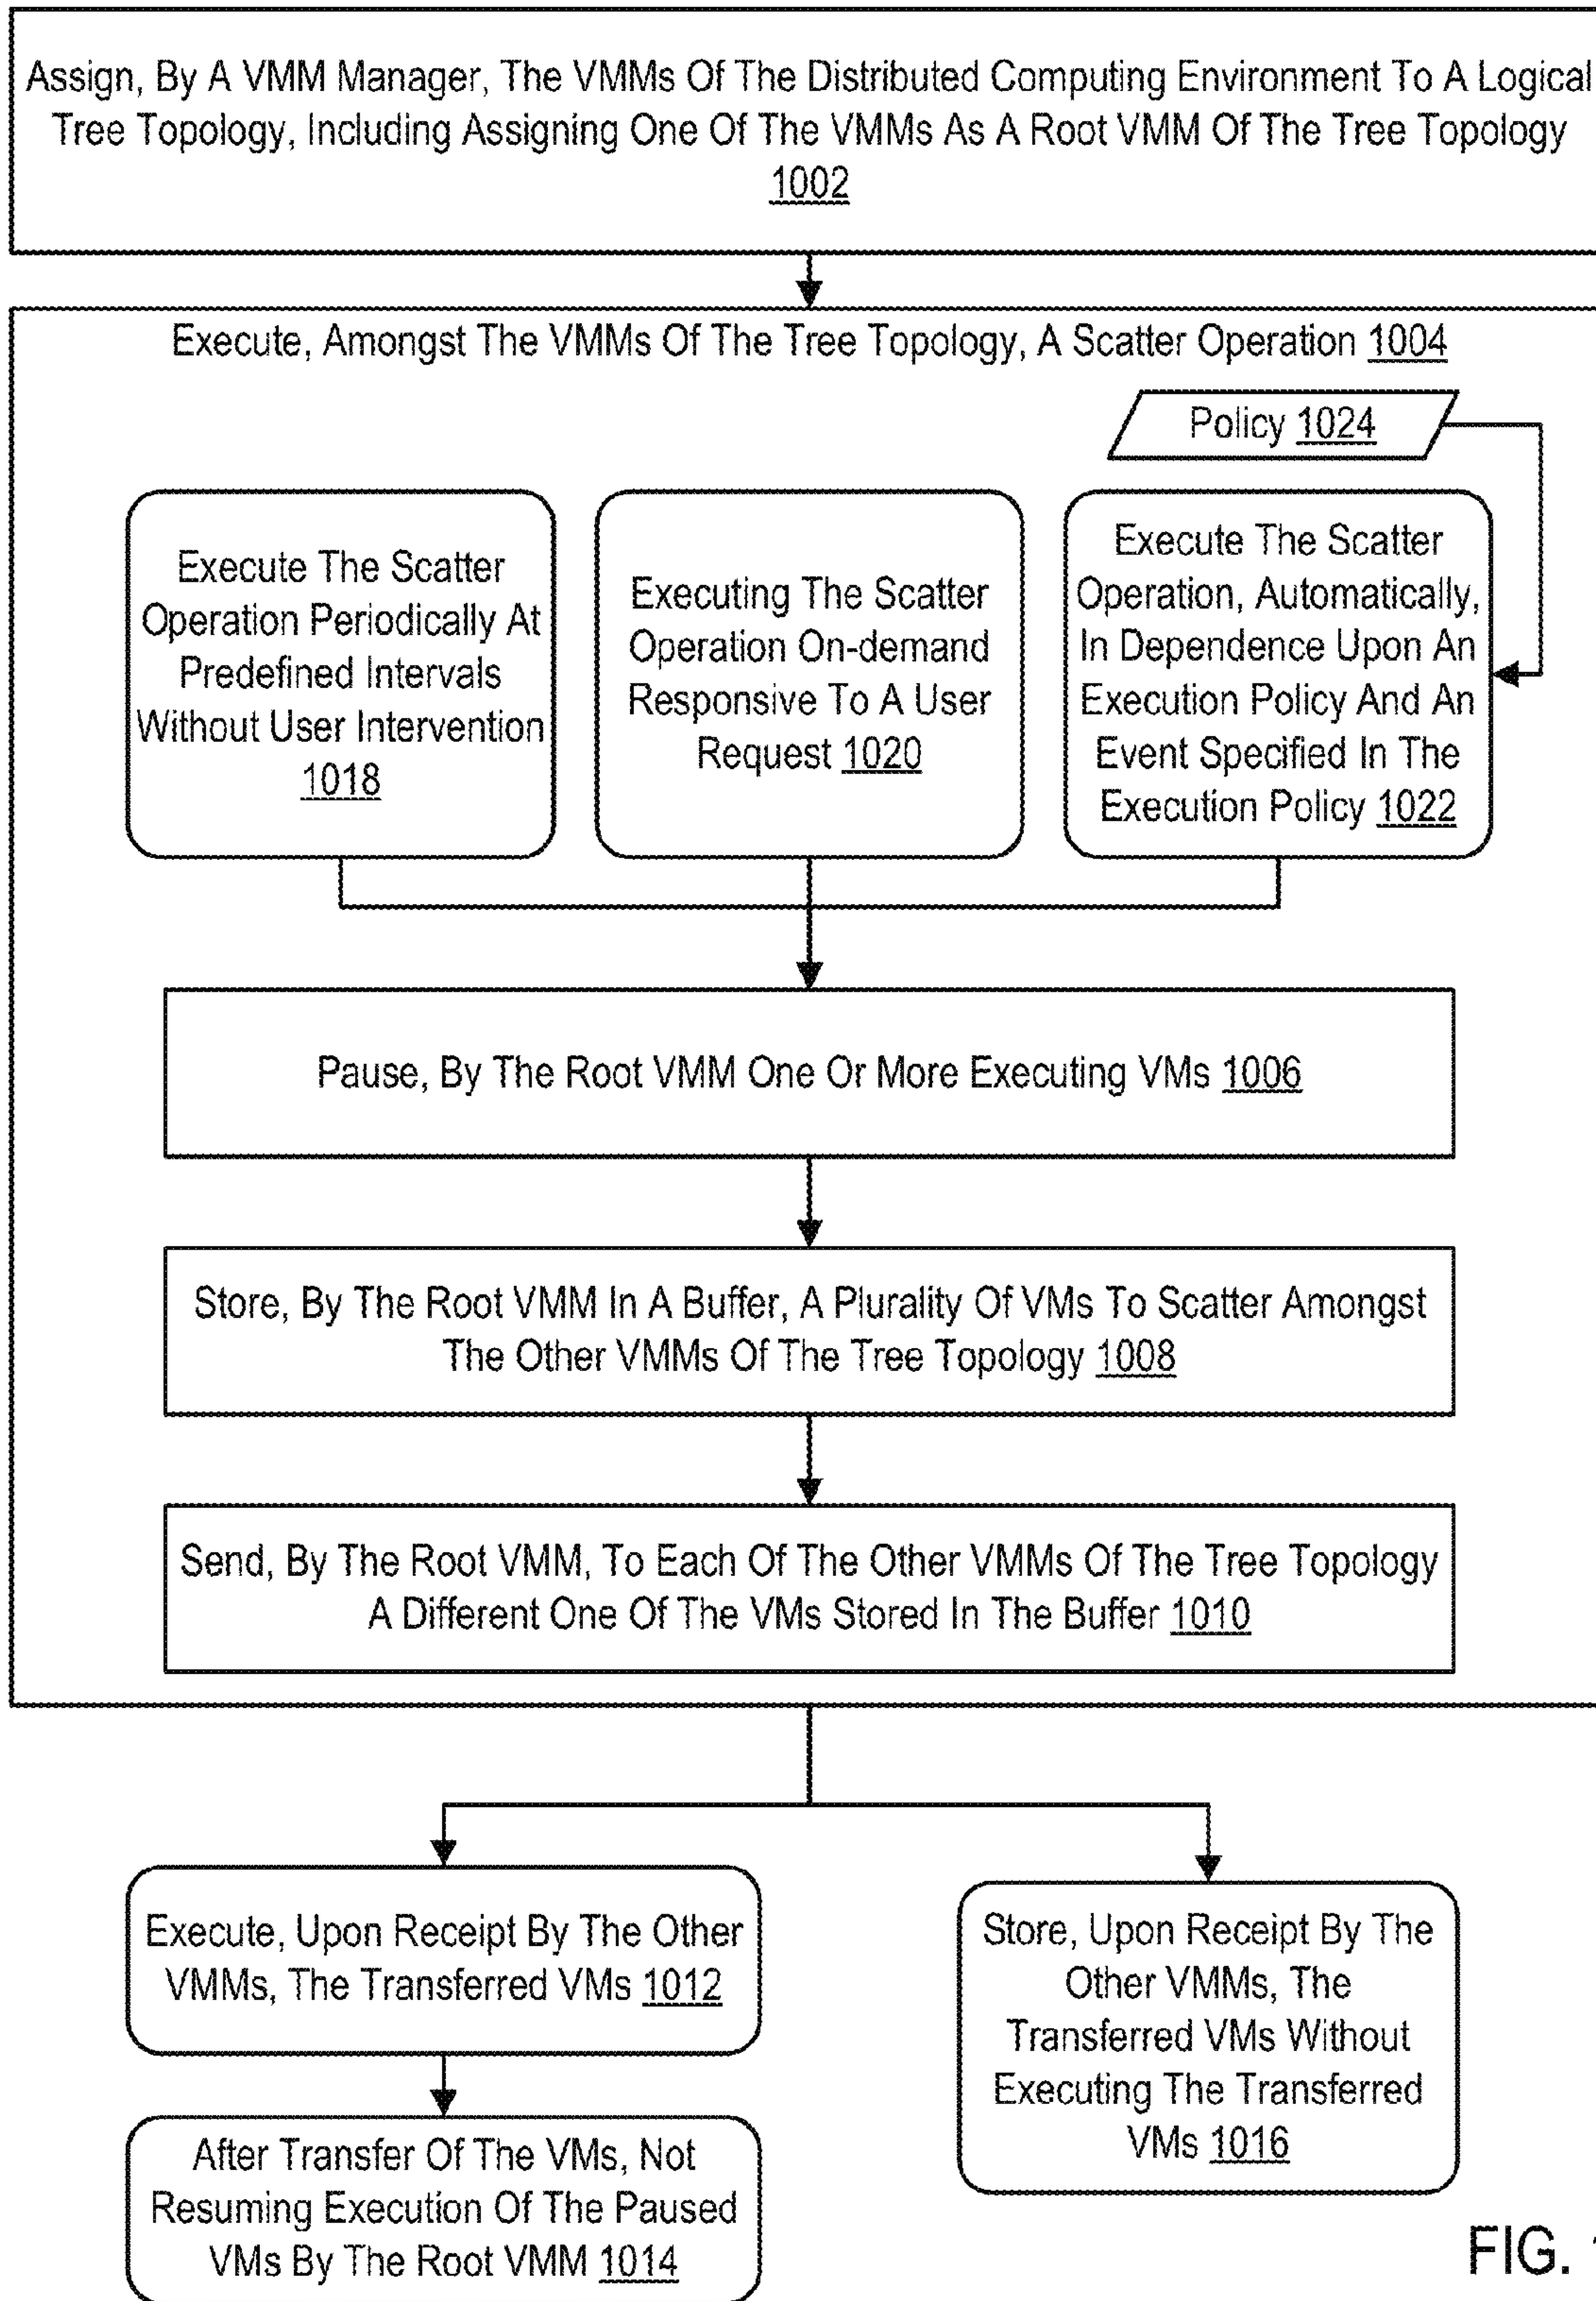 Assign, By A VMM Manager, The VMMs Of The Distributed Computing Environment To A Logical
Tree Topology, Including Assigning One Of The VMMs As A Root VMM Of The Tree Topology
1002
Execute, Amongst The VMMs Of The Tree Topology, A Scatter Operation 1004
Policy 1024
Execute The Scatter
Operation Periodically At
Predefined Intervals
Without User Intervention
1018
Executing The Scatter
Operation On-demand
Responsive To A User
Request 1020
Execute The Scatter
Operation, Automatically,
In Dependence Upon An
Execution Policy And An
Event Specified In The
Execution Policy 1022
Pause, By The Root VMM One Or More Executing VMs 1006
Store, By The Root VMM In A Buffer, A Plurality Of VMs To Scatter Amongst
The Other VMMs Of The Tree Topology 1008
Send, By The Root VMM, To Each Of The Other VMMs Of The Tree Topology
A Different One Of The VMs Stored In The Buffer 1010
Execute, Upon Receipt By The Other
VMMs, The Transferred VMs 1012
After Transfer Of The VMs, Not
Resuming Execution Of The Paused
VMs By The Root VMM 1014
Store, Upon Receipt By The
Other VMMs, The
Transferred VMs Without
Executing The Transferred
VMs 1016
FIG.